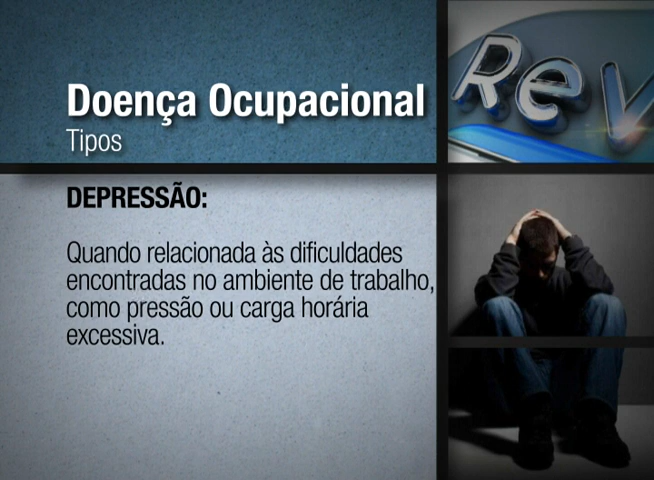 Rev
Doença Ocupacional
Tipos
DEPRESSÃO:
Quando relacionada às dificuldades
encontradas no ambiente de trabalho,
como pressão ou carga horária
excessiva.